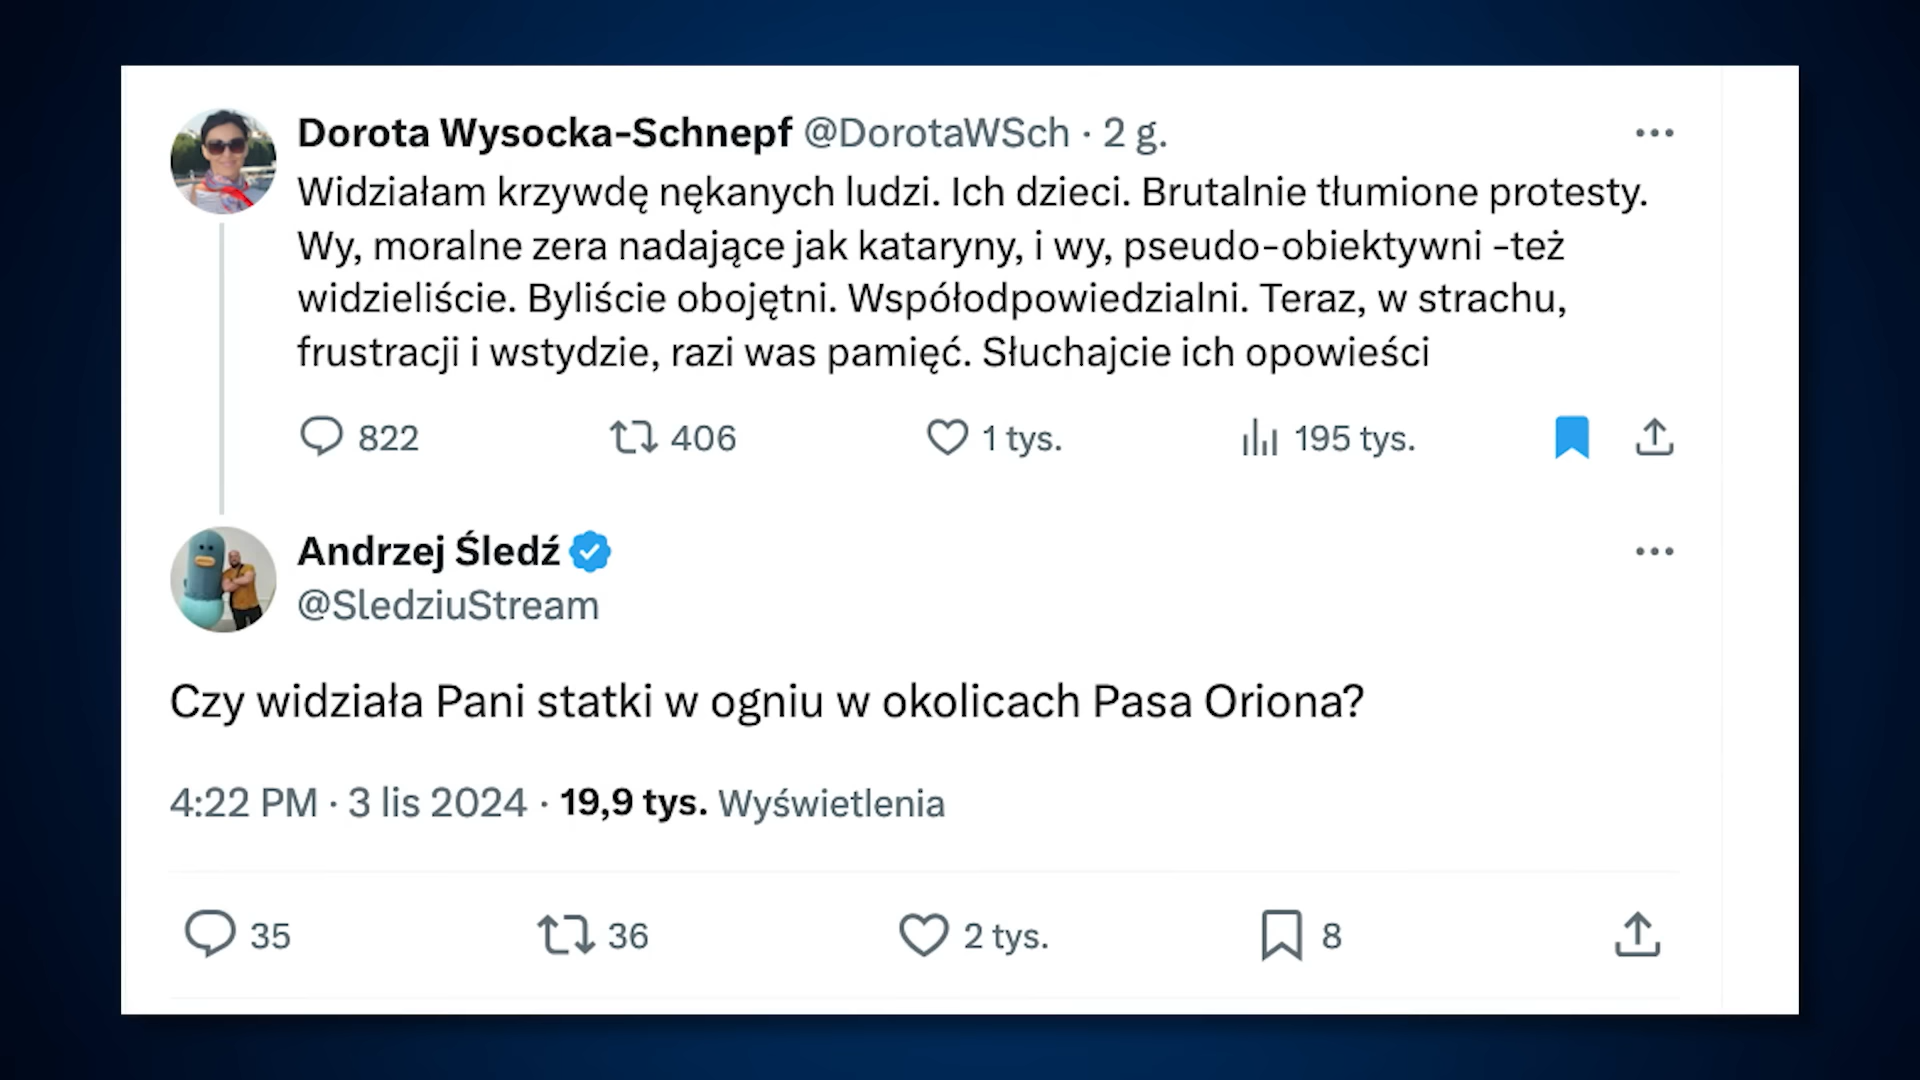 Dorota Wysocka-Schnepf @DorotaWSch · 2 g.
Widziałam krzywdę nękanych ludzi. Ich dzieci. Brutalnie tłumione protesty.
Wy, moralne zera nadające jak kataryny, i wy, pseudo-obiektywni -też
widzieliście. Byliście obojętni. Współodpowiedzialni. Teraz, w strachu,
frustracji i wstydzie, razi was pamięć. Słuchajcie ich opowieści
822 406 1 tys. 195 tys.
Andrzej Śledź
@SledziuStream
Czy widziała Pani statki w ogniu w okolicach Pasa Oriona?
4:22 PM · 3 lis 2024 · 19,9 tys. Wyświetlenia
35 36 2 tys. 8